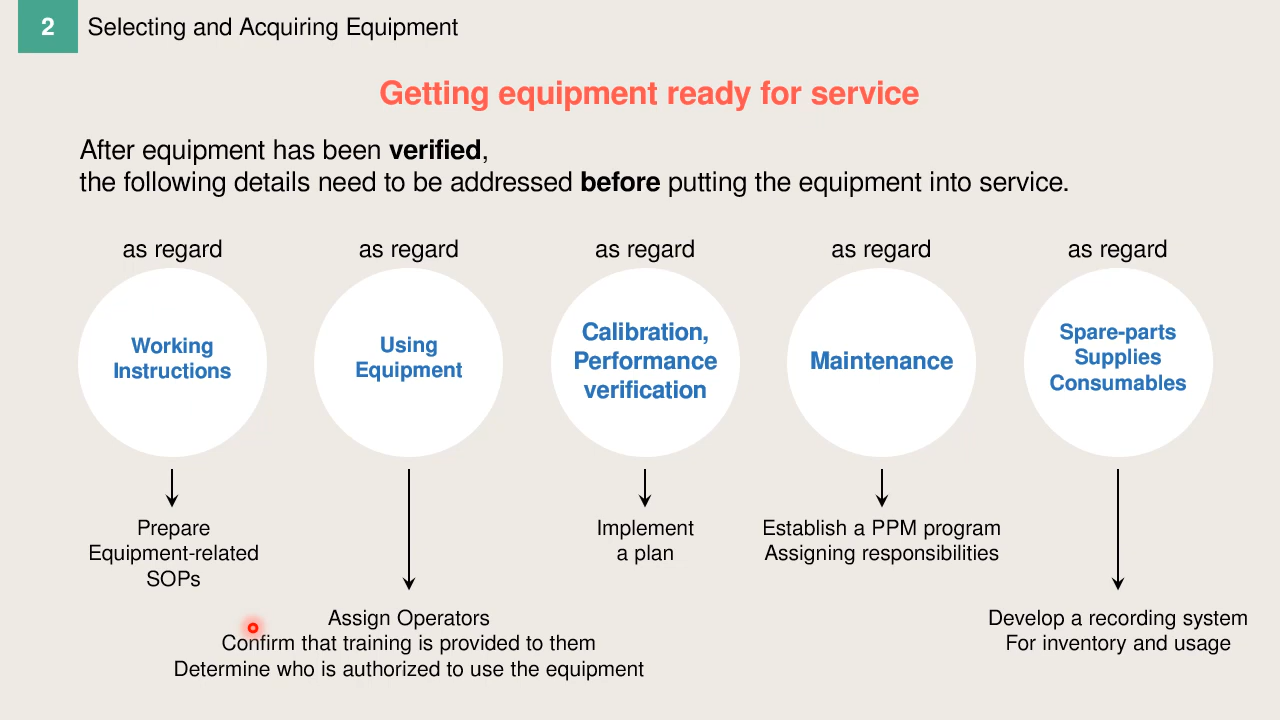 2
Selecting and Acquiring Equipment
Getting equipment ready for service
After equipment has been verified,
the following details need to be addressed before putting the equipment into service.
as regard
Working
Instructions
Prepare
Equipment-related
SOPs
as regard
Using
Equipment
Assign Operators
Confirm that training is provided to them
Determine who is authorized to use the equipment
as regard
Calibration,
Performance
verification
Implement
a plan
as regard
Maintenance
Establish a PPM program
Assigning responsibilities
as regard
Spare-parts
Supplies
Consumables
Develop a recording system
For inventory and usage